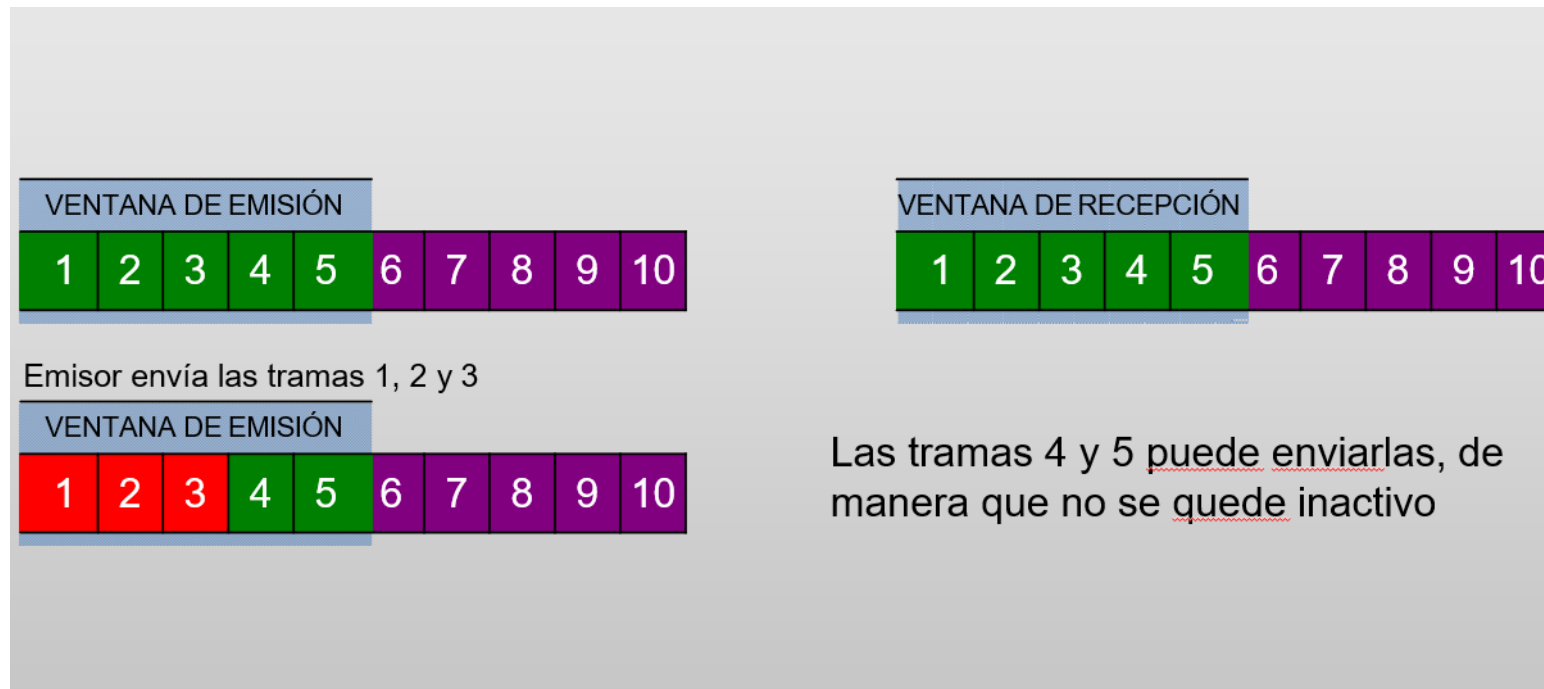 VENTANA DE EMISIÓN
1 2 3 4 5 6 7 8 9 10
VENTANA DE RECEPCIÓN
1 2 3 4 5 6 7 8 9 10
Emisor envía las tramas 1, 2 y 3
VENTANA DE EMISIÓN
1 2 3 4 5 6 7 8 9 10
Las tramas 4 y 5 puede enviarlas, de
manera que no se quede inactivo